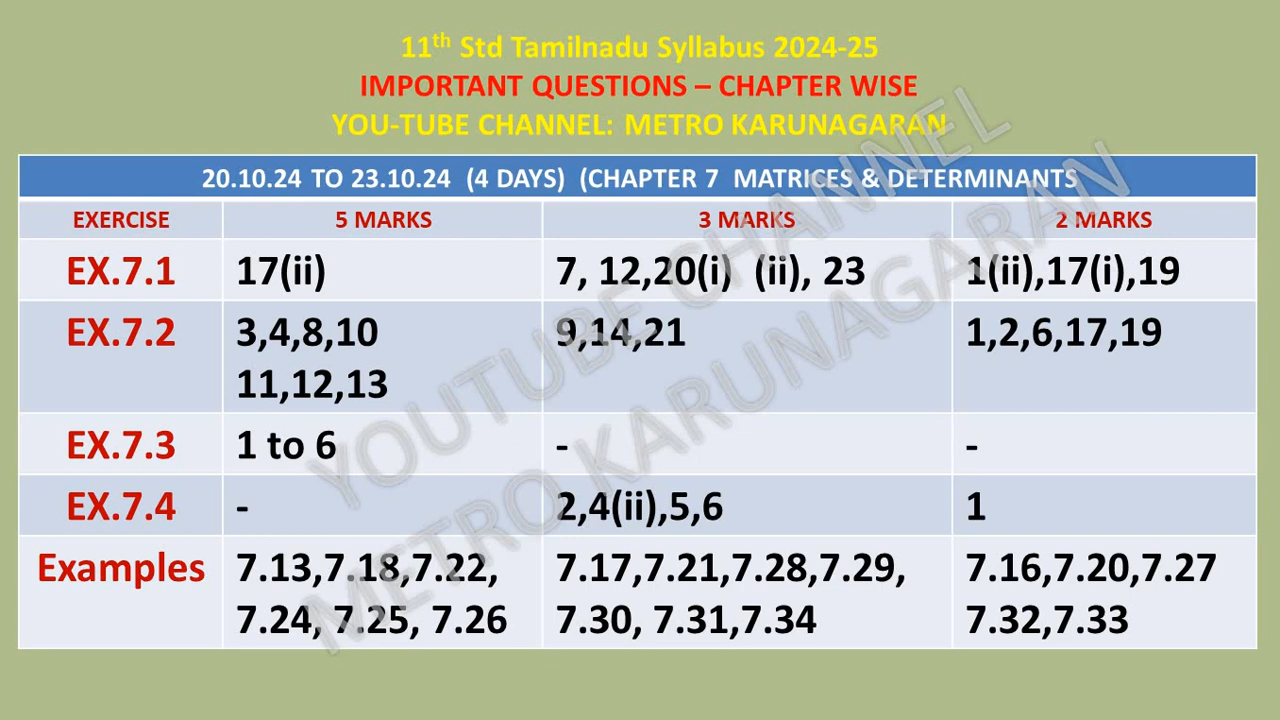 11th Std Tamilnadu Syllabus 2024-25
IMPORTANT QUESTIONS – CHAPTER WISE
YOU-TUBE CHANNEL: METRO KARUNAGARAN
20.10.24 TO 23.10.24 (4 DAYS) (CHAPTER 7 MATRICES & DETERMINANTS
EXERCISE 5 MARKS 3 MARKS 2 MARKS
EX.7.1 17(ii) 7, 12,20(i) (ii), 23 1(ii),17(i),19
EX.7.2 3,4,8,10 9,14,21 1,2,6,17,19
11,12,13
EX.7.3 1 to 6 - -
EX.7.4 - 2,4(ii),5,6 1
Examples 7.13,7.18,7.22, 7.17,7.21,7.28,7.29, 7.16,7.20,7.27
7.24, 7.25, 7.26 7.30, 7.31,7.34 7.32,7.33
YOUTUBE CHANNEL
METRO KARUNAGARAN